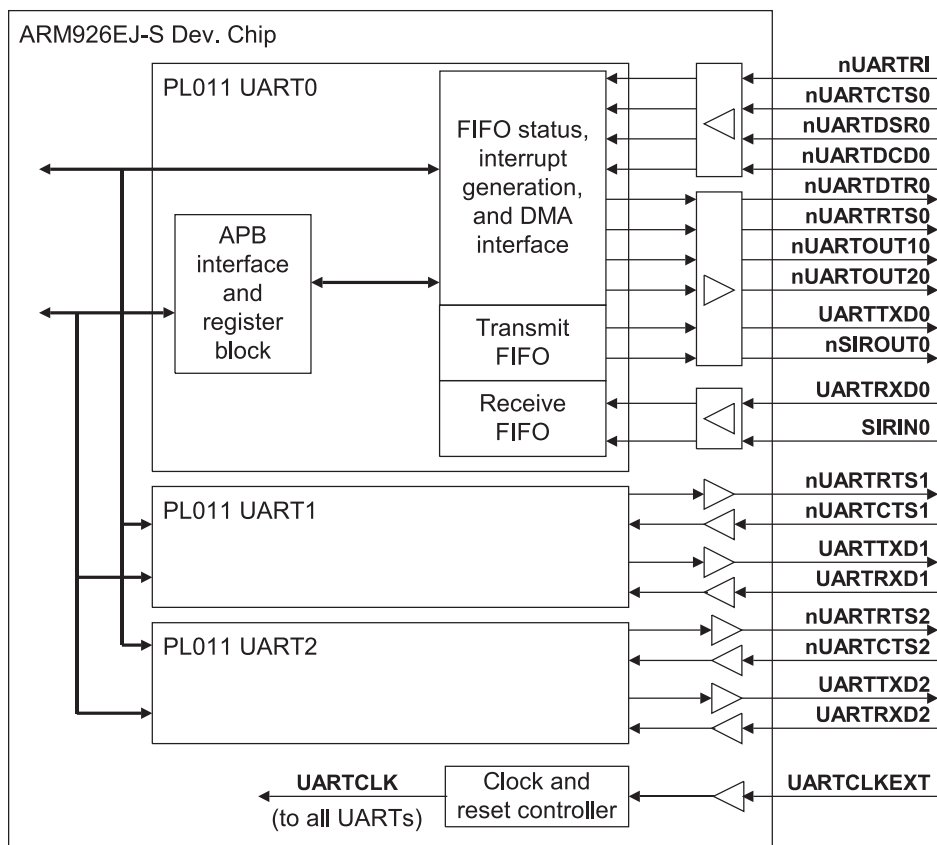 ARM926EJ-S Dev. Chip
PL011 UART0
FIFO status,
interrupt
generation,
and DMA
interface
APB
interface
and
register
block
Transmit
FIFO
Receive
FIFO
nUARTRI
nUARTCTS0
nUARTDSR0
nUARTDCD0
nUARTDTR0
nUARTRTS0
nUARTOUT10
nUARTOUT20
UARTTXD0
nSIROUT0
UARTRXD0
SIRIN0
PL011 UART1
nUARTRTS1
nUARTCTS1
UARTTXD1
UARTRXD1
PL011 UART2
nUARTRTS2
nUARTCTS2
UARTTXD2
UARTRXD2
UARTCLK
(to all UARTs)
Clock and
reset controller
UARTCLKEXT